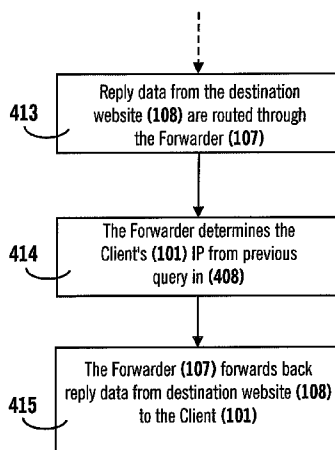 413
Reply data from the destination
website (108) are routed through
the Forwarder (107)
414
The Forwarder determines the
Client's (101) IP from previous
query in (408)
415
The Forwarder (107) forwards back
reply data from destination website (108)
to the Client (101)